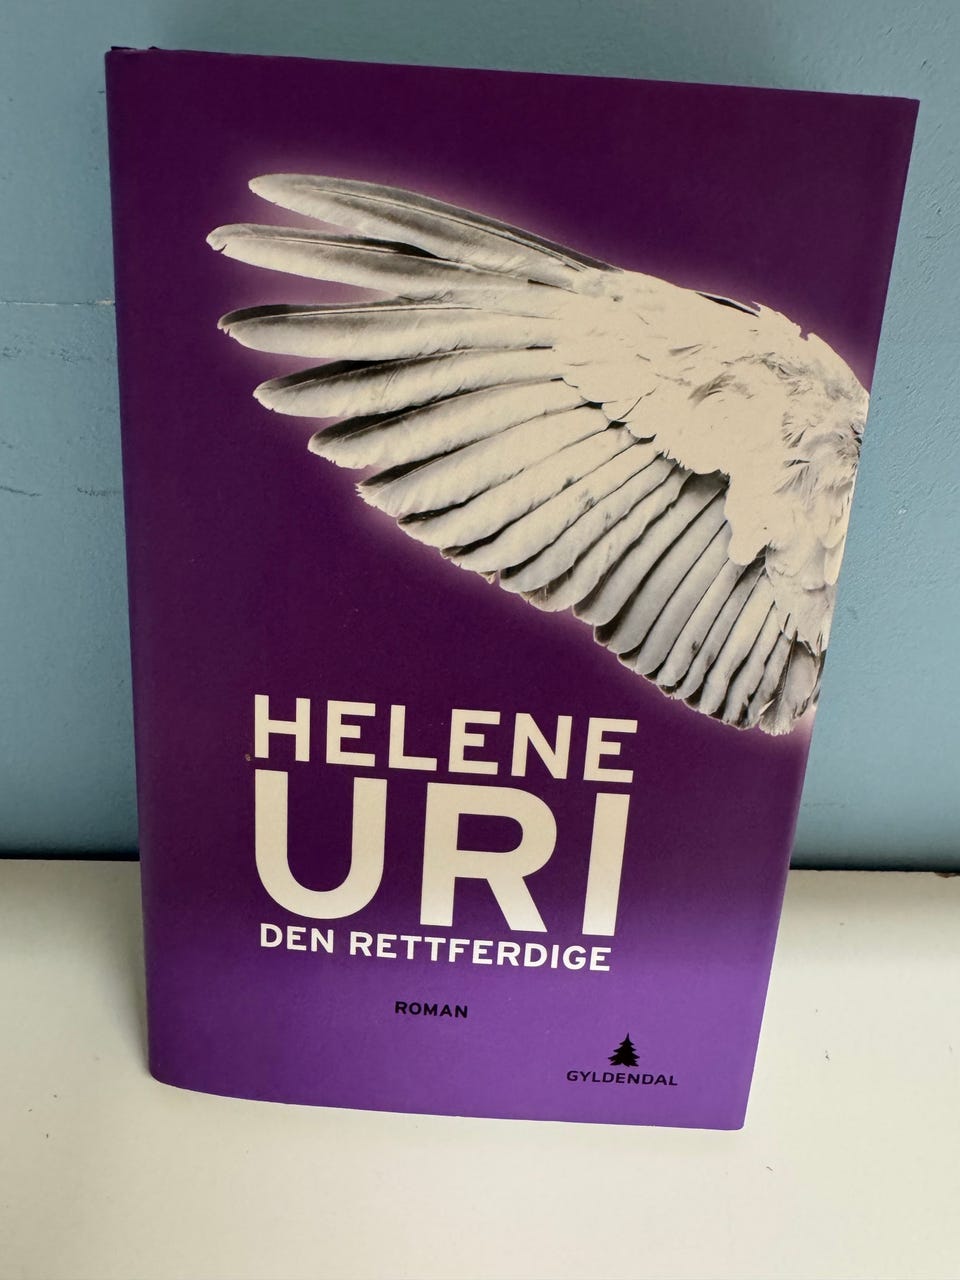 HELENE
URI
DEN RETTFERDIGE
ROMAN
GYLDENDAL